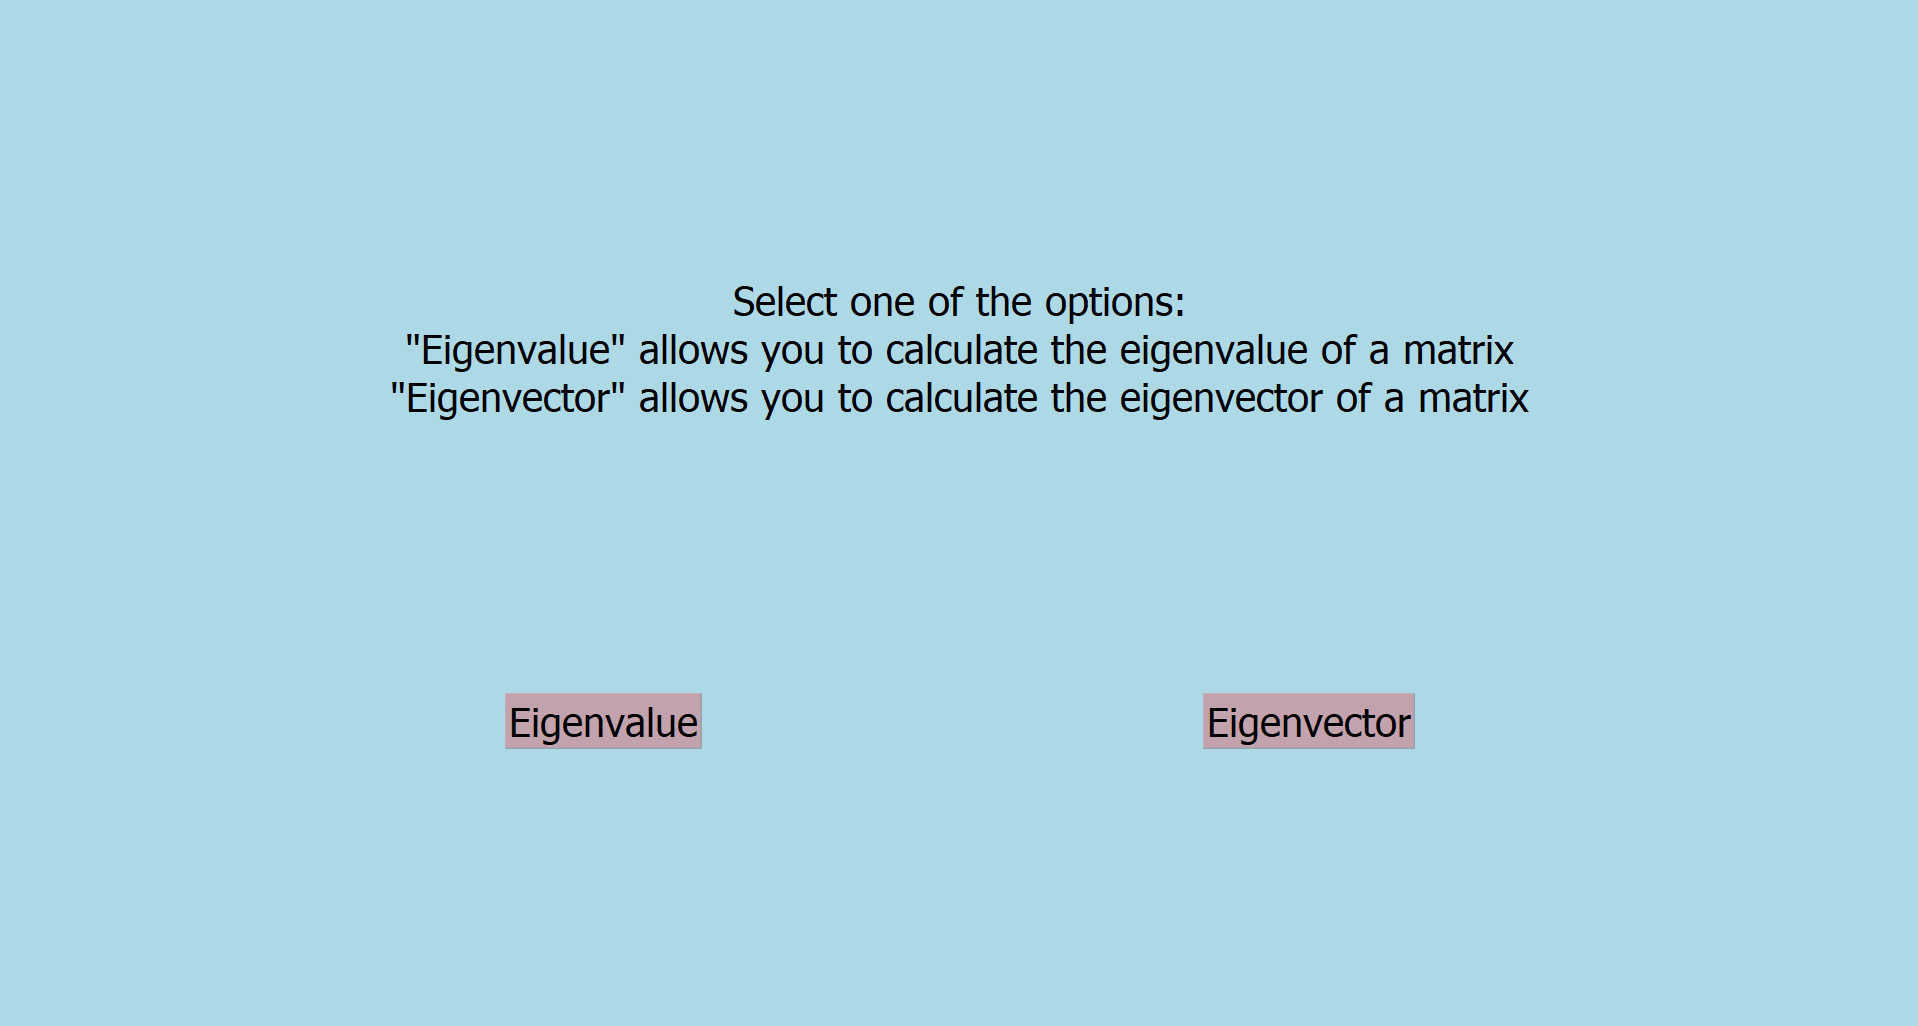 Select one of the options:
"Eigenvalue" allows you to calculate the eigenvalue of a matrix
"Eigenvector" allows you to calculate the eigenvector of a matrix
Eigenvalue
Eigenvector